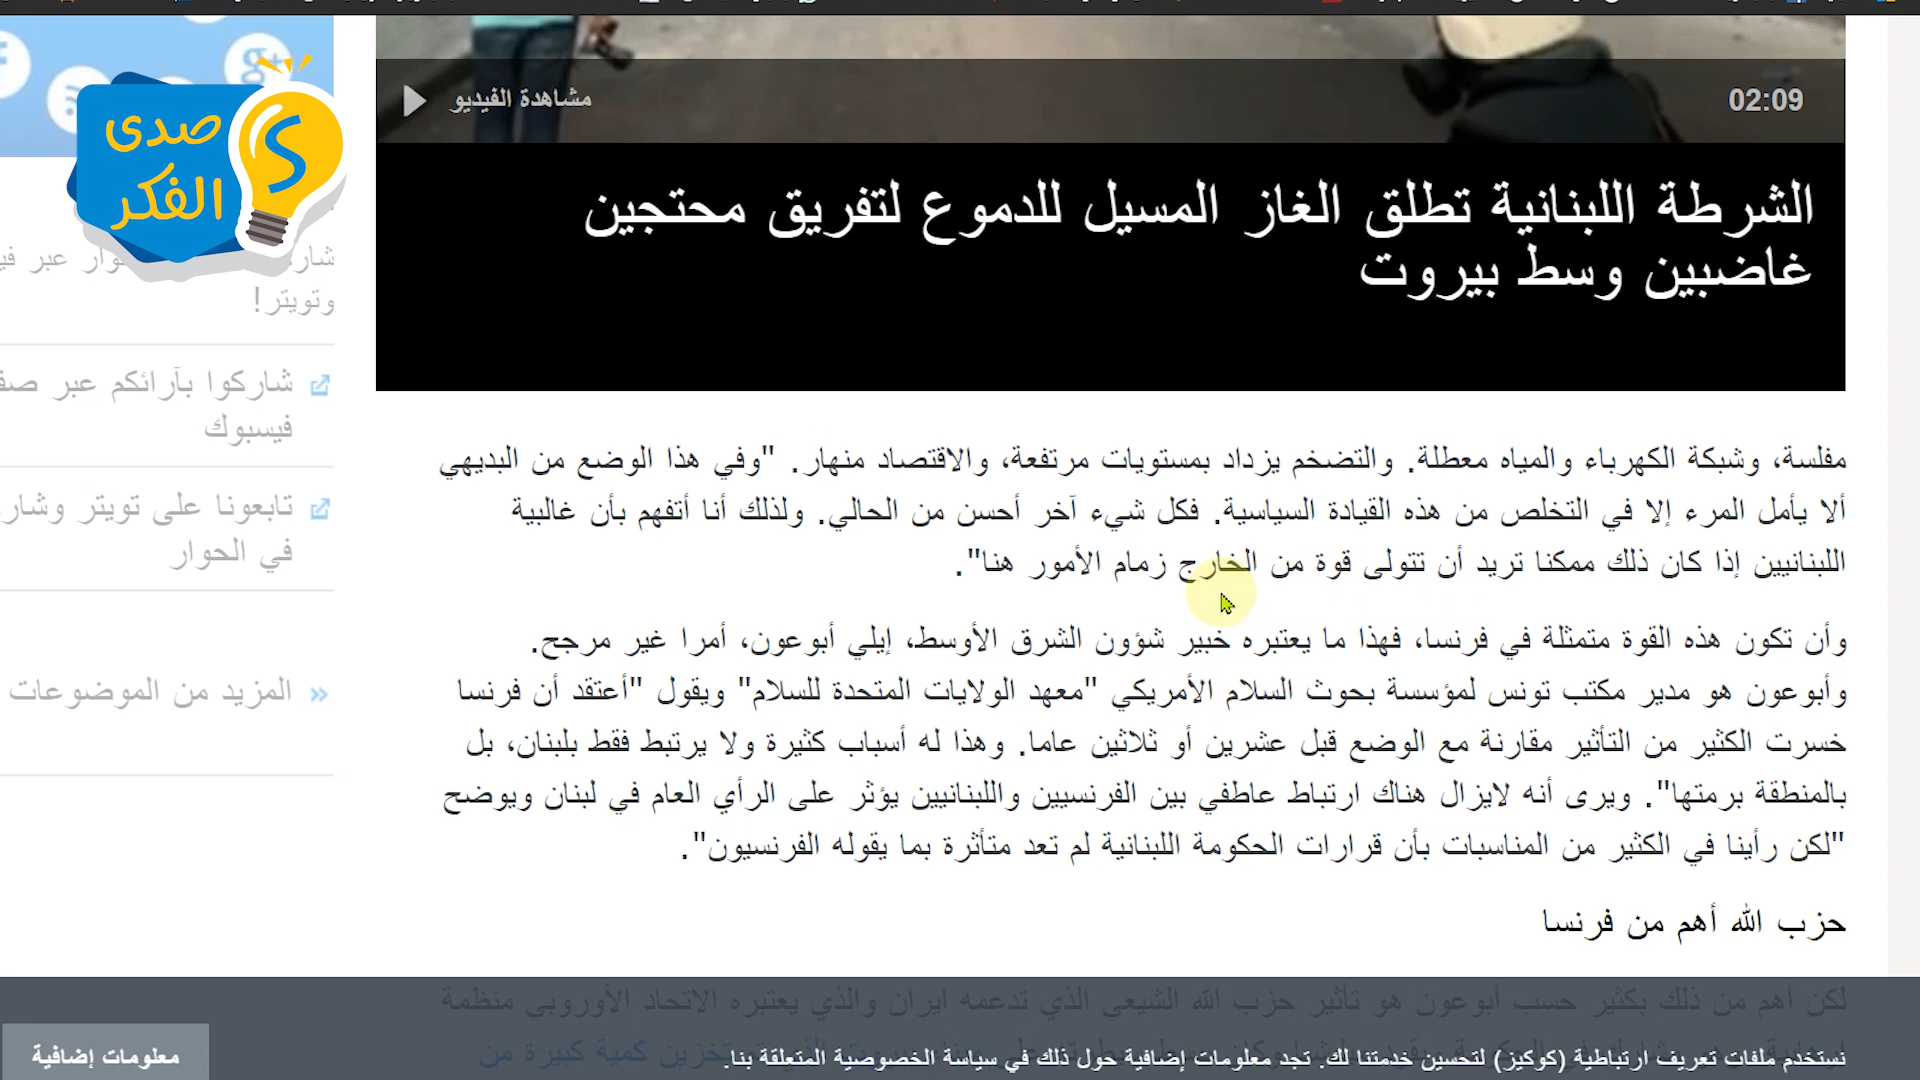 صدى
الفكر
مشاهدة الفيديو
02:09
الشرطة اللبنانية تطلق الغاز المسيل للدموع لتفريق محتجين
غاضبين وسط بيروت
مفلسة، وشبكة الكهرباء والمياه معطلة. والتضخم يزداد بمستويات مرتفعة، والاقتصاد منهار. "وفي هذا الوضع من البديهي
ألا يأمل المرء إلا في التخلص من هذه القيادة السياسية. فكل شيء آخر أحسن من الحالي. ولذلك أنا أتفهم بأن غالبية
اللبنانيين إذا كان ذلك ممكنا تريد أن تتولى قوة من الخارج زمام الأمور هنا".
وأن تكون هذه القوة متمثلة في فرنسا، فهذا ما يعتبره خبير شؤون الشرق الأوسط، إيلي أبوعون، أمرا غير مرجح.
وأبوعون هو مدير مكتب تونس لمؤسسة بحوث السلام الأمريكي "معهد الولايات المتحدة للسلام" ويقول "أعتقد أن فرنسا
خسرت الكثير من التأثير مقارنة مع الوضع قبل عشرين أو ثلاثين عاما. وهذا له أسباب كثيرة ولا يرتبط فقط بلبنان، بل
بالمنطقة برمتها". ويرى أنه لايزال هناك ارتباط عاطفي بين الفرنسيين واللبنانيين يؤثر على الرأي العام في لبنان ويوضح
"لكن رأينا في الكثير من المناسبات بأن قرارات الحكومة اللبنانية لم تعد متأثرة بما يقوله الفرنسيون".
حزب الله أهم من فرنسا
لكن أهم من ذلك بكثير حسب أبوعون هو تأثير حزب الله الشيعي الذي تدعمه ايران والذي يعتبره الاتحاد الأوروبي منظمة
تخزين كمية كبيرة من
نستخدم ملفات تعريف ارتباطية (كوكيز) لتحسين خدمتنا لك. تجد معلومات إضافية حول ذلك في سياسة الخصوصية المتعلقة بنا.
معلومات إضافية
عبر
وتويتر!
شاركوا بآرائكم عبر
فيسبوك
تابعونا على تويتر
في الحوار
المزيد من الموضوعات